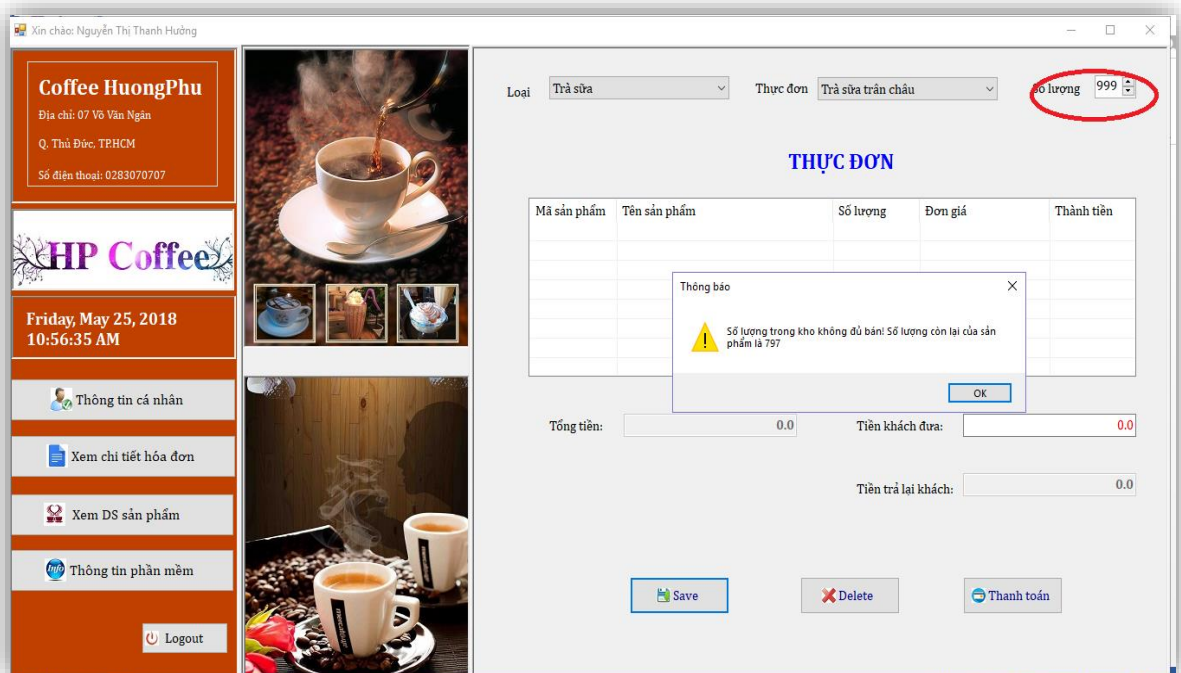 Xin chào: Nguyễn Thị Thanh Hưởng
Coffee HuongPhu
Địa chỉ: 07 Võ Văn Ngân
Q. Thủ Đức, TP.HCM
Số điện thoại: 0283070707
HP Coffee
Friday, May 25, 2018
10:56:35 AM
Thông tin cá nhân
Xem chi tiết hóa đơn
Xem DS sản phẩm
Info
Thông tin phần mềm
Logout
Loại Trà sữa Thực đơn Trà sữa trân châu Số lượng 999
THỰC ĐƠN
Mã sản phẩm Tên sản phẩm Số lượng Đơn giá Thành tiền
Thông báo
Số lượng trong kho không đủ bán! Số lượng còn lại của sản
phẩm là 797
OK
Tổng tiền: 0.0 Tiền khách đưa: 0.0
Tiền trả lại khách: 0.0
Save Delete Thanh toán